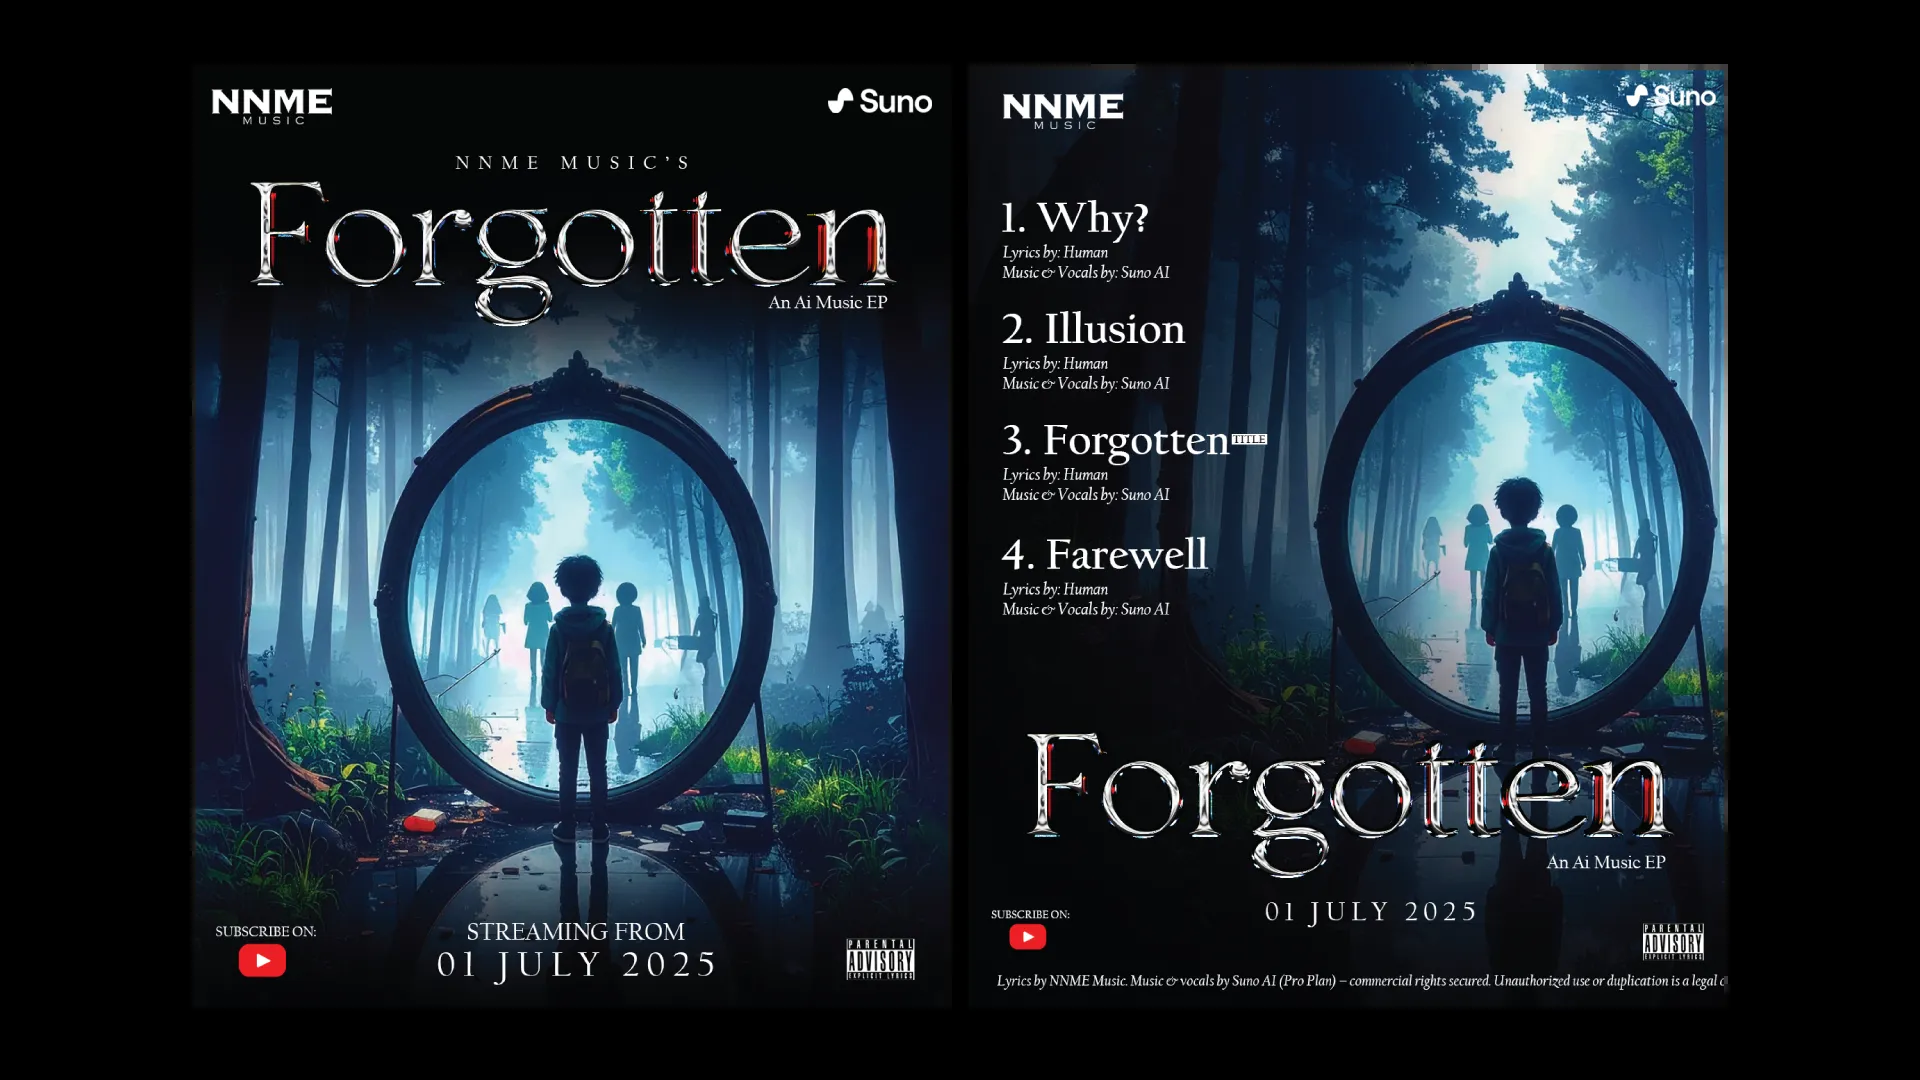 NNME
MUSIC
Suno
NNME MUSIC'S
Forgotten
An Ai Music EP
SUBSCRIBE ON:
STREAMING FROM
01 JULY 2025
PARENTAL
ADVISORY
EXPLICIT LYRICS
NNME
MUSIC
Suno
1. Why?
Lyrics by: Human
Music & Vocals by: Suno AI
2. Illusion
Lyrics by: Human
Music & Vocals by: Suno AI
3. Forgotten TITLE
Lyrics by: Human
Music & Vocals by: Suno AI
4. Farewell
Lyrics by: Human
Music & Vocals by: Suno AI
Forgotten
An Ai Music EP
01 JULY 2025
SUBSCRIBE ON:
PARENTAL
ADVISORY
EXPLICIT LYRICS
Lyrics by NNME Music. Music & vocals by Suno AI (Pro Plan) – commercial rights secured. Unauthorized use or duplication is a legal